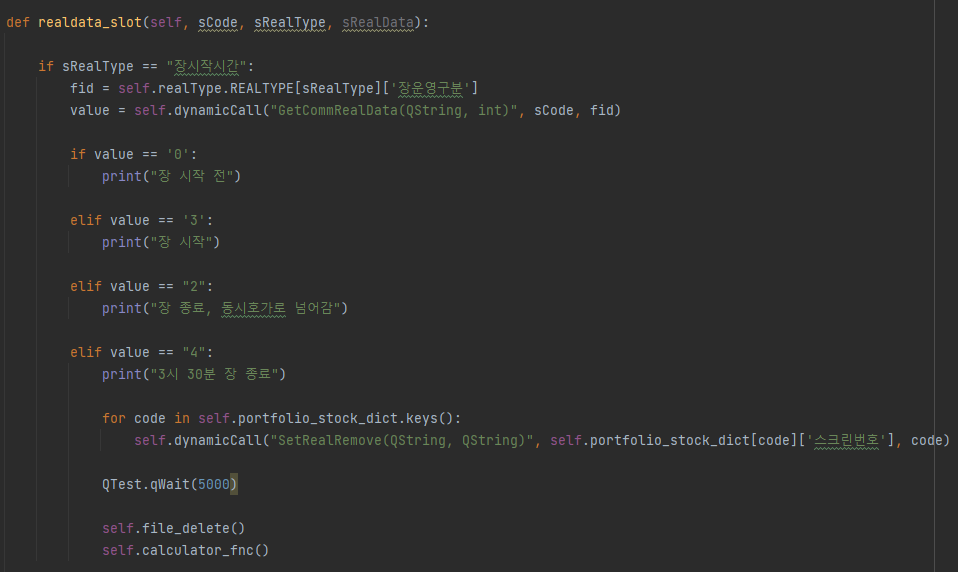 def realdata_slot(self, sCode, sRealType, sRealData):
if sRealType == "장시작시간":
fid = self.realType.REALTYPE[sRealType]['장운영구분']
value = self.dynamicCall("GetCommRealData(QString, int)", sCode, fid)
if value == '0':
print("장 시작 전")
elif value == '3':
print("장 시작")
elif value == "2":
print("장 종료, 동시호가로 넘어감")
elif value == "4":
print("3시 30분 장 종료")
for code in self.portfolio_stock_dict.keys():
self.dynamicCall("SetRealRemove(QString, QString)", self.portfolio_stock_dict[code]['스크린번호'], code)
QTest.qWait(5000)
self.file_delete()
self.calculator_fnc()